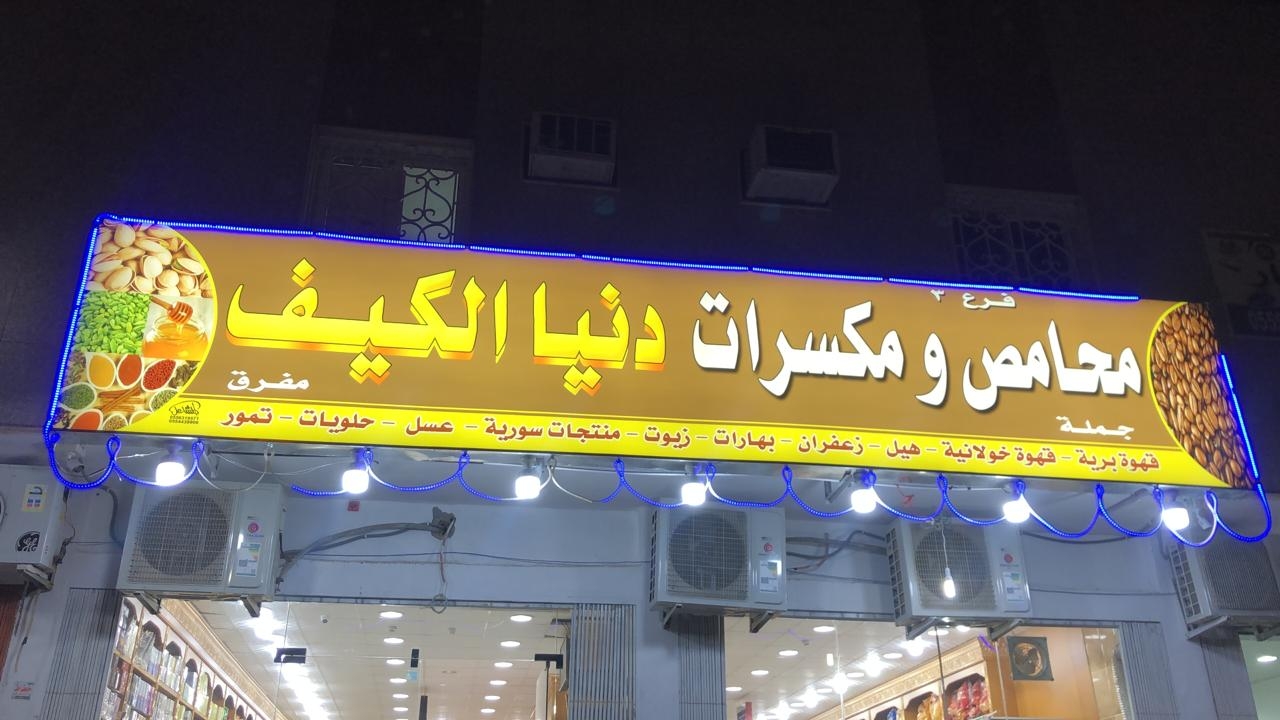 فرع ٣
محامص و مكسرات دنيا الكيف
جملة مفرق
قهوة برية - قهوة خولانية - هيل - زعفران - بهارات - زيوت - منتجات سورية - عسل - حلويات - تمور